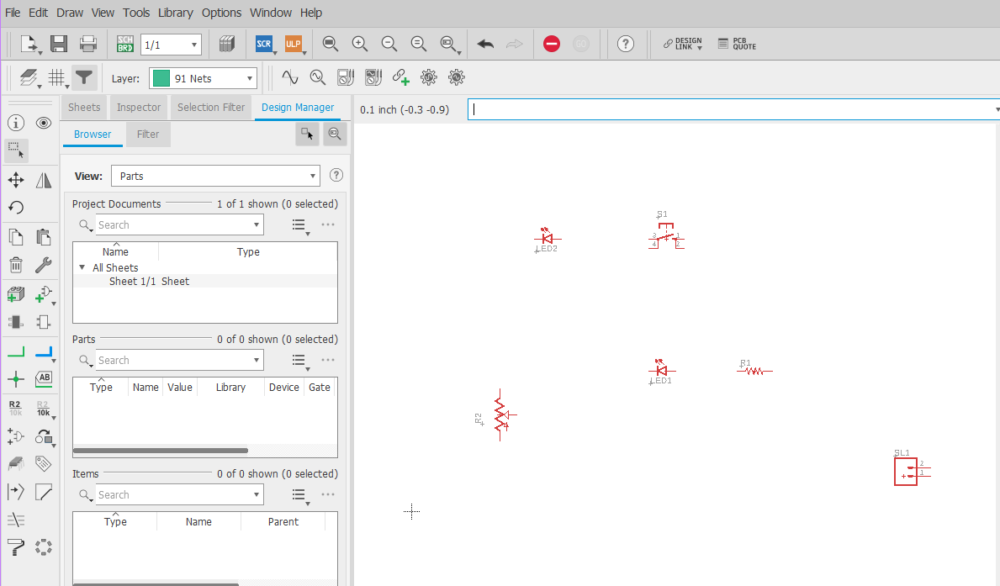 File Edit Draw View Tools Library Options Window Help
SCH BRD 1/1 SCR ULP GO ? DESIGN LINK PCB QUOTE
Layer: 91 Nets
Sheets Inspector Selection Filter Design Manager 0.1 inch (-0.3 -0.9)
Browser Filter
View: Parts ?
Project Documents 1 of 1 shown (0 selected)
Search
Name Type
All Sheets
Sheet 1/1 Sheet
Parts 0 of 0 shown (0 selected)
Search
Type Name Value Library Device Gate
Items 0 of 0 shown (0 selected)
Search
Type Name Parent
AB
R2 10k R2 10k
LED2
S1
3 1
4 2
LED1
R1
R2
SL1
2
1